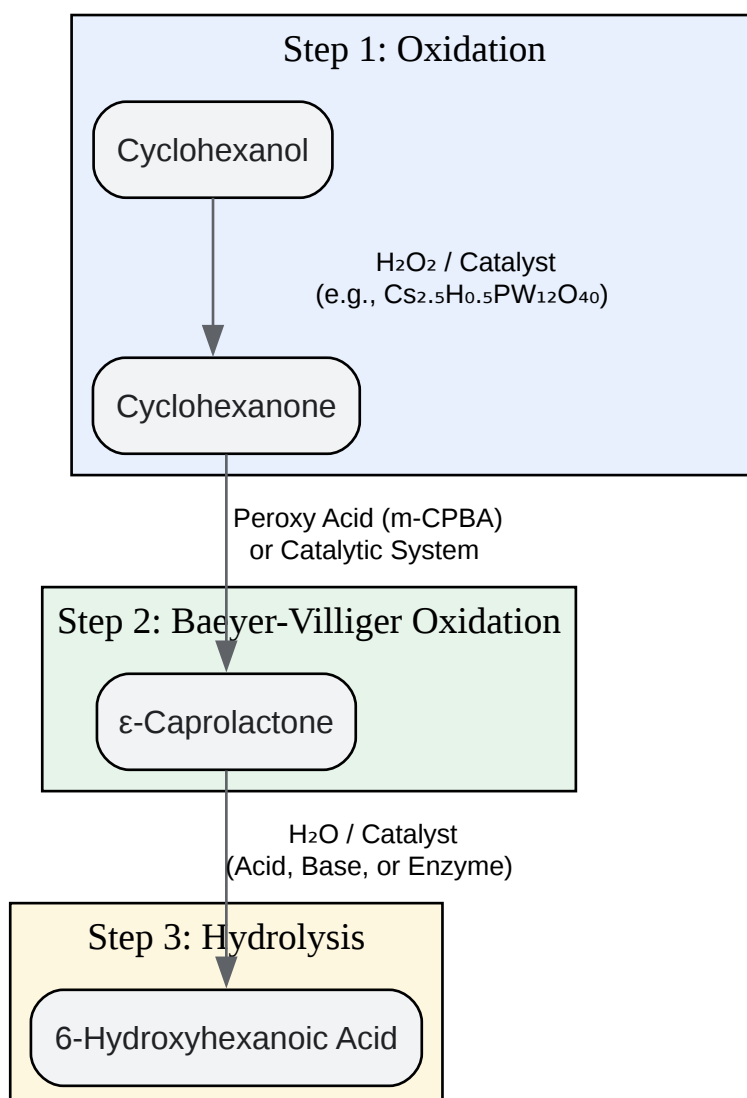 Step 1: Oxidation
Cyclohexanol
H₂O₂ / Catalyst
(e.g., Cs₂.₅H₀.₅PW₁₂O₄₀)
Cyclohexanone
Peroxy Acid (m-CPBA)
or Catalytic System
Step 2: Baeyer-Villiger Oxidation
ε-Caprolactone
H₂O / Catalyst
(Acid, Base, or Enzyme)
Step 3: Hydrolysis
6-Hydroxyhexanoic Acid